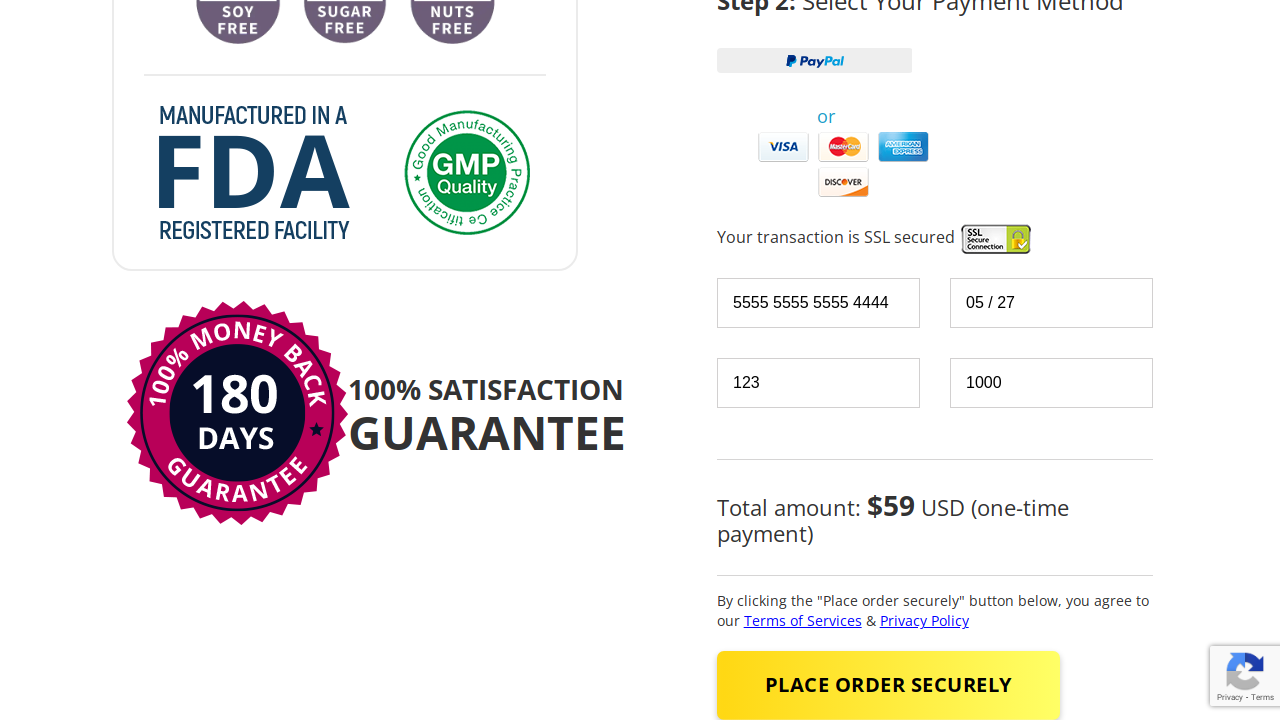 SOY
FREE
SUGAR
FREE
NUTS
FREE
MANUFACTURED IN A
FDA
REGISTERED FACILITY
Good Manufacturing Practice Ce tification
GMP
Quality
100% MONEY BACK
180
DAYS
GUARANTEE
100% SATISFACTION
GUARANTEE
Step 2: Select Your Payment Method
PayPal
or
VISA
MasterCard
AMERICAN
EXPRESS
DISCOVER
Your transaction is SSL secured
SSL
Secure
Connection
5555 5555 5555 4444
05 / 27
123
1000
Total amount: $59 USD (one-time
payment)
By clicking the "Place order securely" button below, you agree to
our Terms of Services & Privacy Policy
PLACE ORDER SECURELY
Privacy - Terms